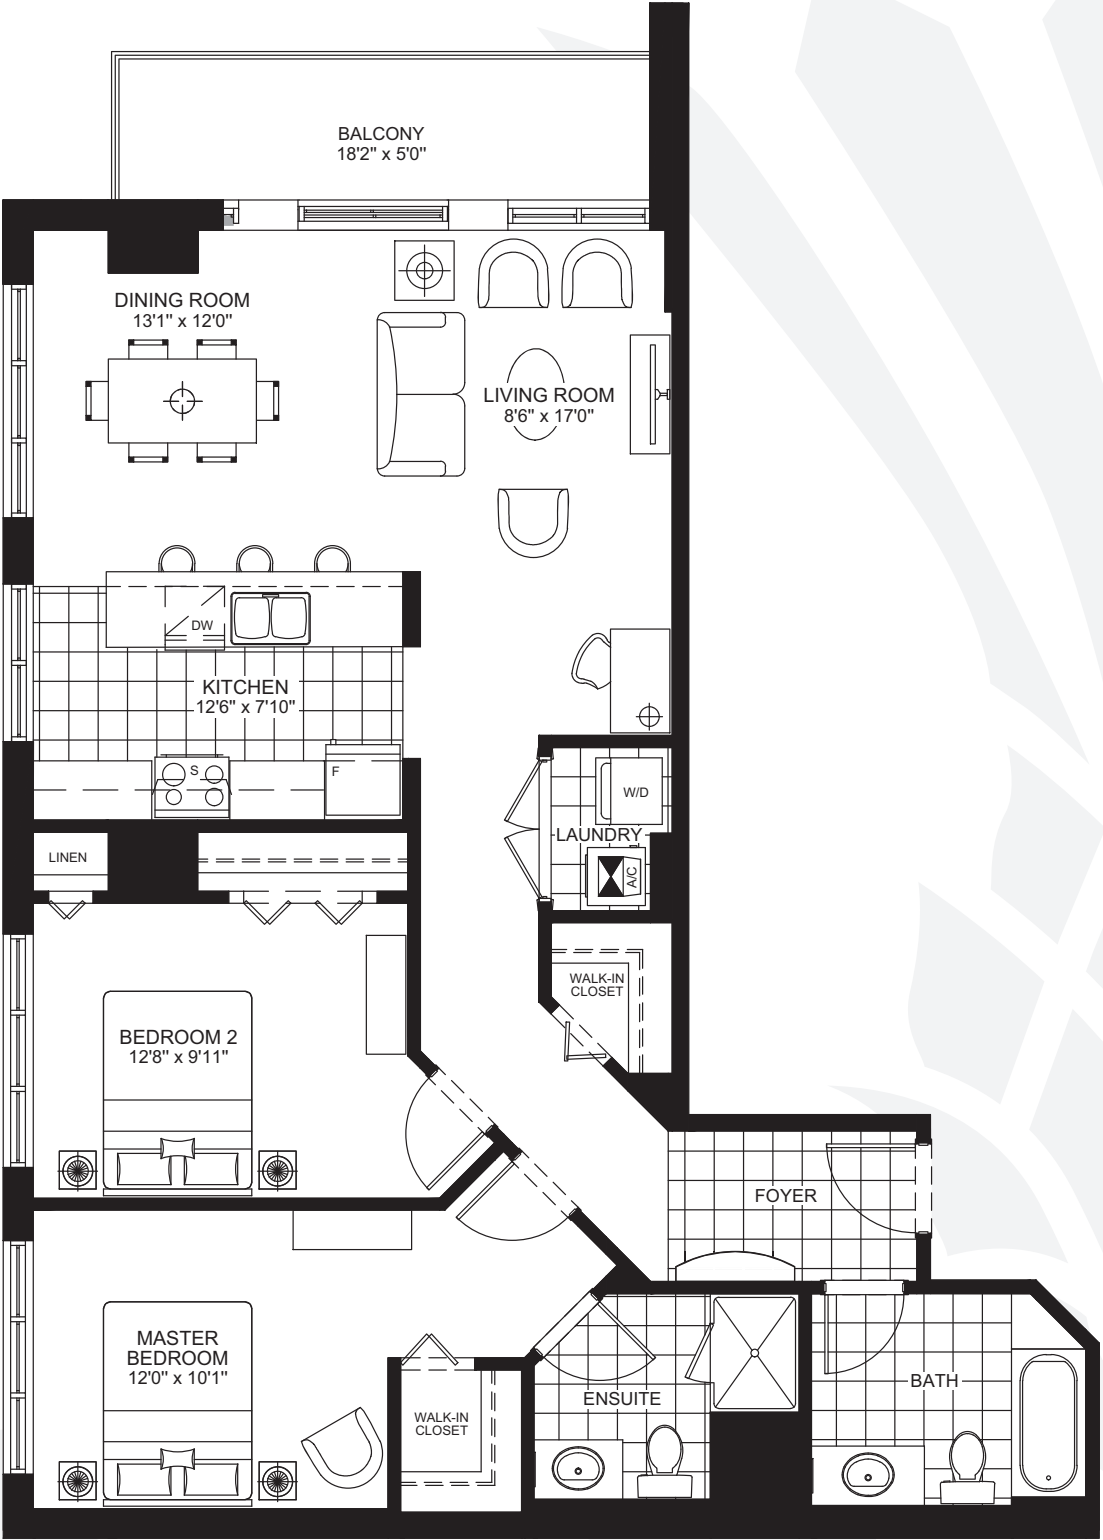 BALCONY
18'2" x 5'0"
DINING ROOM
13'1" x 12'0"
LIVING ROOM
8'6" x 17'0"
DW
KITCHEN
12'6" x 7'10"
S
F
W/D
LAUNDRY
A/C
LINEN
WALK-IN
CLOSET
BEDROOM 2
12'8" x 9'11"
FOYER
MASTER
BEDROOM
12'0" x 10'1"
WALK-IN
CLOSET
ENSUITE
BATH